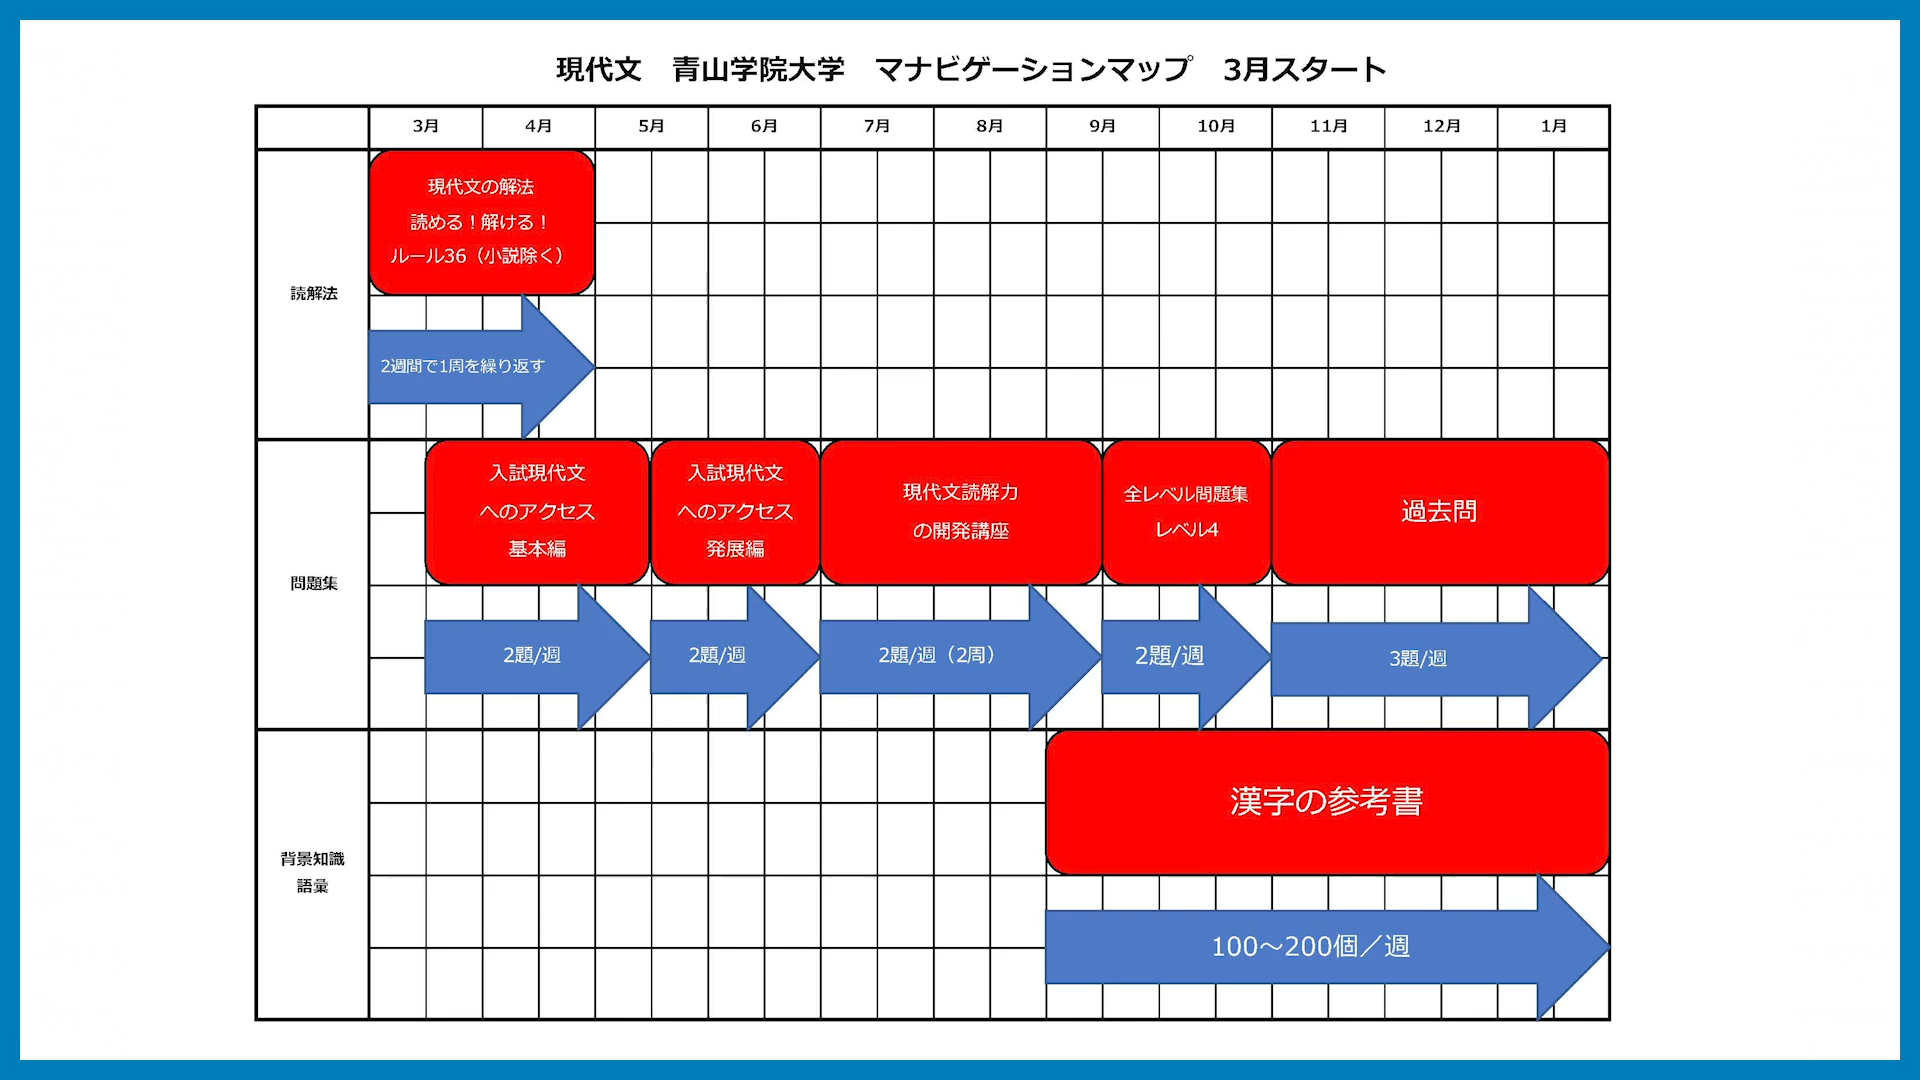 現代文　青山学院大学　マナビゲーションマップ　3月スタート
3月 4月 5月 6月 7月 8月 9月 10月 11月 12月 1月
読解法
現代文の解法
読める！解ける！
ルール36（小説除く）
2週間で1周を繰り返す
問題集
入試現代文
へのアクセス
基本編
入試現代文
へのアクセス
発展編
現代文読解力
の開発講座
全レベル問題集
レベル4
過去問
2題/週
2題/週
2題/週（2周）
2題/週
3題/週
背景知識
語彙
漢字の参考書
100～200個／週